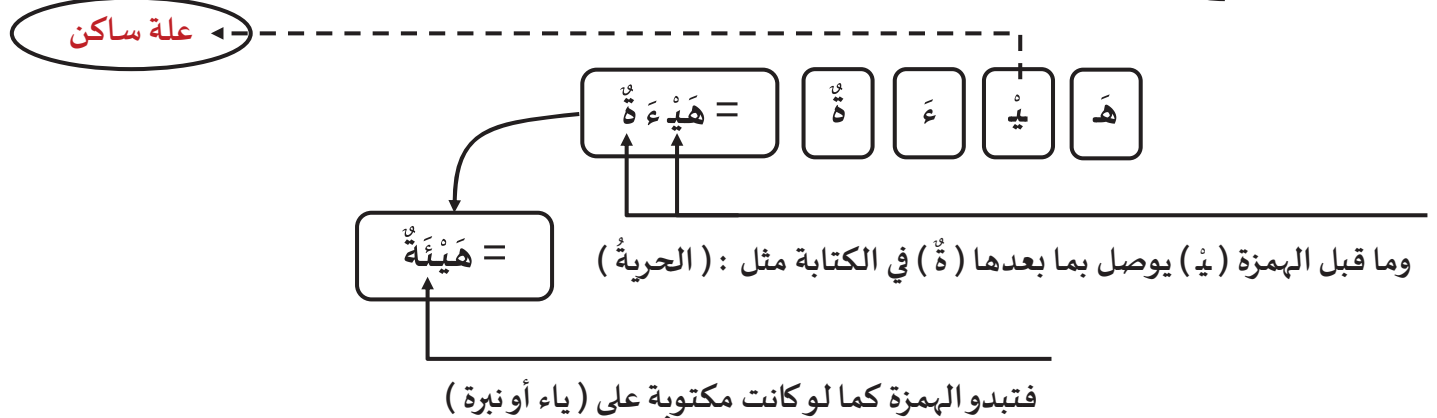 علة ساكن
هَـ يْـ ءَ ةٌ = هَيْـ ءَ ةٌ
= هَيْئَةٌ
وما قبل الهمزة ( يْـ ) يوصل بما بعدها ( ةٌ ) في الكتابة مثل : ( الحريةُ )
فتبدو الهمزة كما لو كانت مكتوبة على ( ياء أو نبرة )